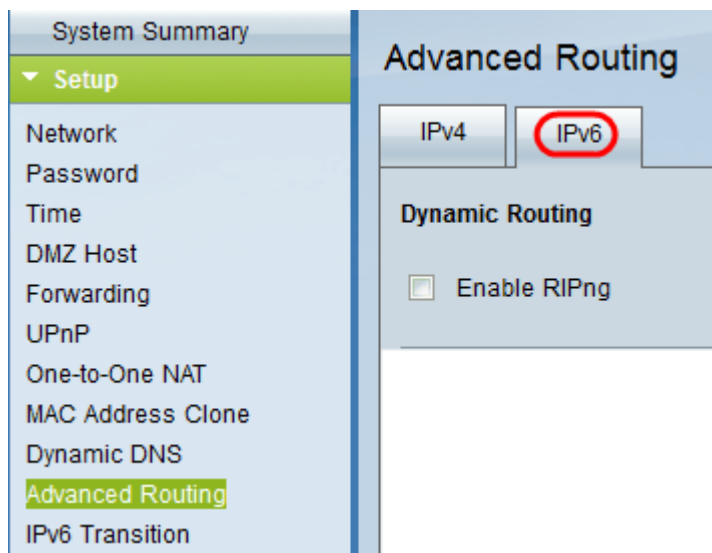 System Summary
Setup
Network
Password
Time
DMZ Host
Forwarding
UPnP
One-to-One NAT
MAC Address Clone
Dynamic DNS
Advanced Routing
IPv6 Transition
Advanced Routing
IPv4
IPv6
Dynamic Routing
Enable RIPng